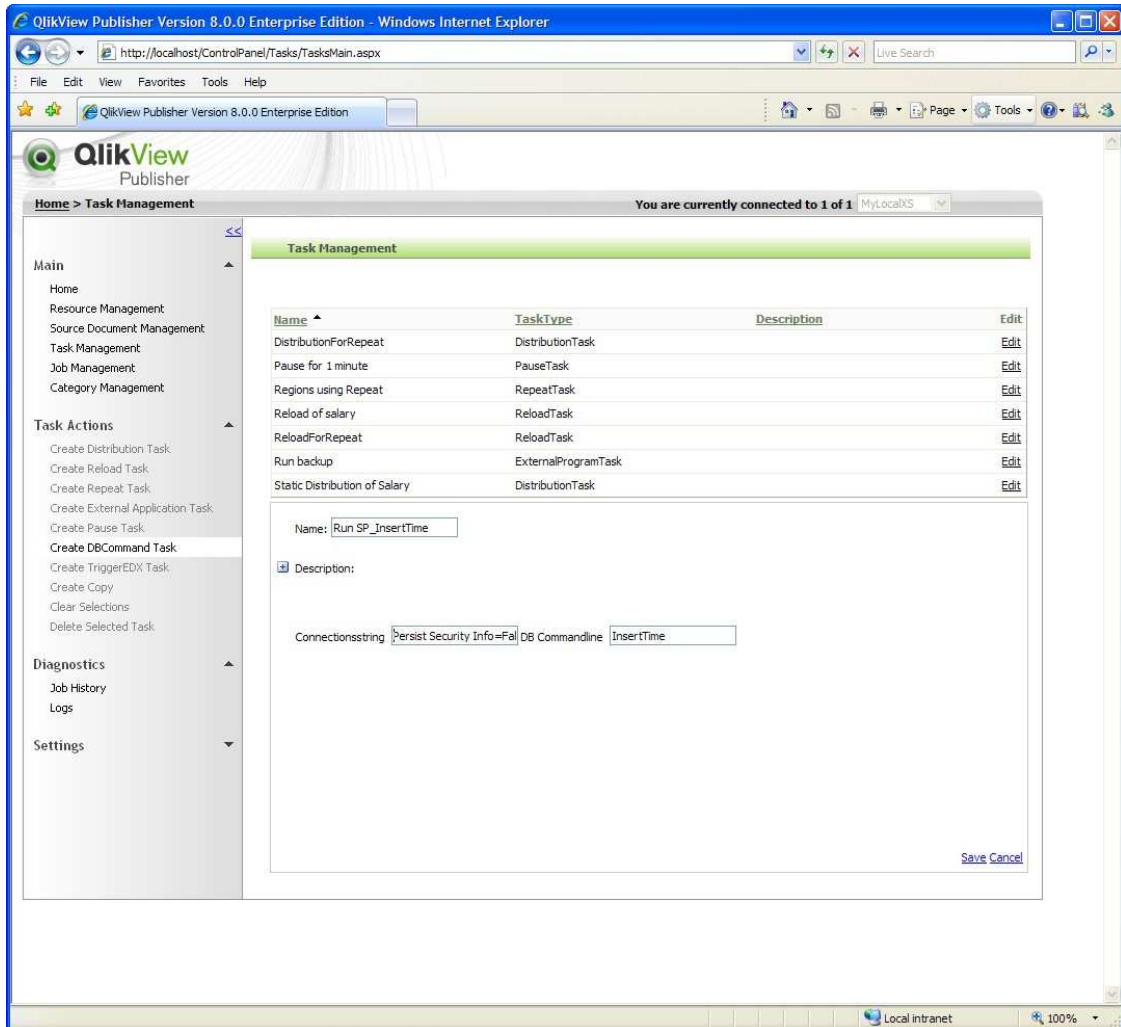 QlikView Publisher Version 8.0.0 Enterprise Edition - Windows Internet Explorer
http://localhost/ControlPanel/Tasks/TasksMain.aspx
Live Search
File Edit View Favorites Tools Help
QlikView Publisher Version 8.0.0 Enterprise Edition
Page Tools
QlikView
Publisher
Home > Task Management
You are currently connected to 1 of 1 MyLocalXS
<<
Main
Home
Resource Management
Source Document Management
Task Management
Job Management
Category Management
Task Actions
Create Distribution Task
Create Reload Task
Create Repeat Task
Create External Application Task
Create Pause Task
Create DBCommand Task
Create TriggerEDX Task
Create Copy
Clear Selections
Delete Selected Task
Diagnostics
Job History
Logs
Settings
Task Management
Name TaskType Description Edit
DistributionForRepeat DistributionTask Edit
Pause for 1 minute PauseTask Edit
Regions using Repeat RepeatTask Edit
Reload of salary ReloadTask Edit
ReloadForRepeat ReloadTask Edit
Run backup ExternalProgramTask Edit
Static Distribution of Salary DistributionTask Edit
Name: Run SP_InsertTime
Description:
Connectionsstring Persist Security Info=Fal DB Commandline InsertTime
Save Cancel
Local intranet 100%